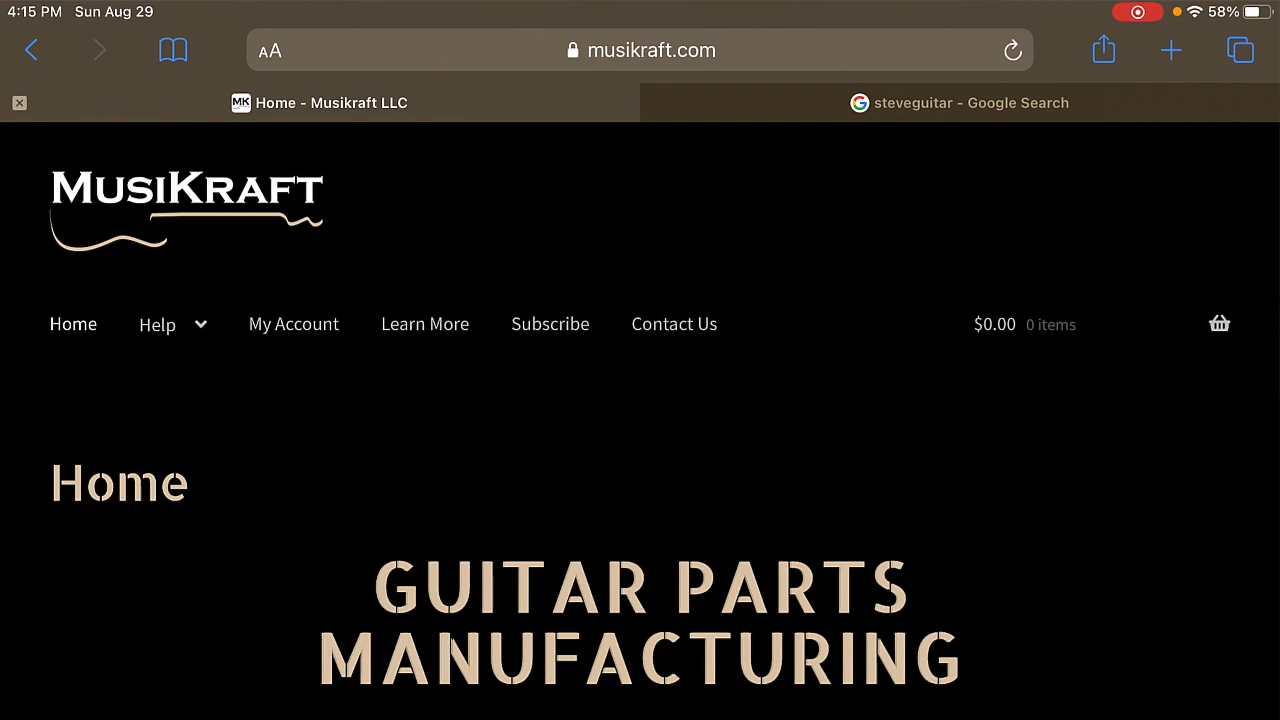 4:15 PM Sun Aug 29 58%
AA musikraft.com
MK Home - Musikraft LLC
G steveguitar - Google Search
MUSIKRAFT
Home Help My Account Learn More Subscribe Contact Us $0.00 0 items
Home
GUITAR PARTS
MANUFACTURING